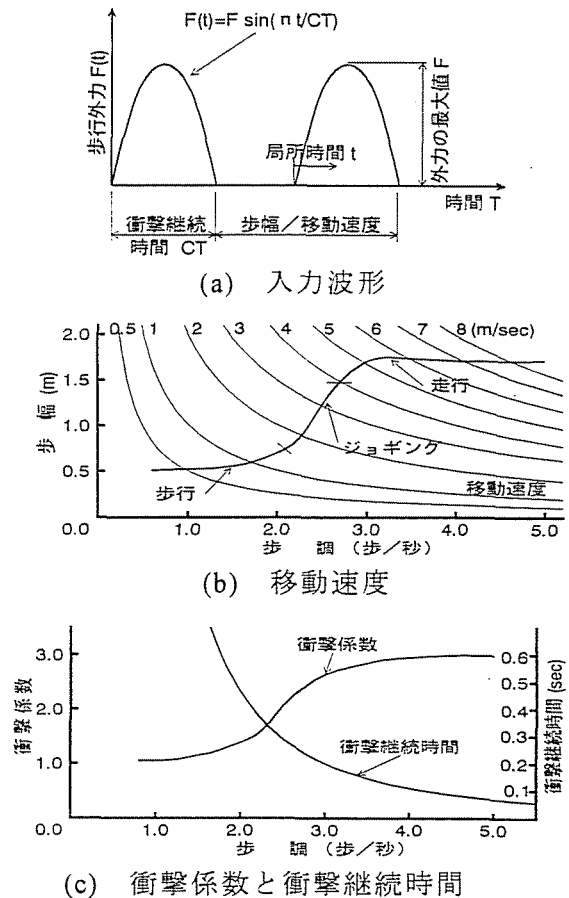 F(t)=F sin( π t/CT)
歩行外力 F(t)
外力の最大値 F
局所時間 t
時間 T
衝撃継続
時間 CT
歩幅／移動速度
(a) 入力波形
2.0
1.5
1.0
0.5
0.0
0.5 1 2 3 4 5 6 7 8 (m/sec)
走行
ジョギング
歩行
移動速度
歩 幅 (m)
1.0 2.0 3.0 4.0 5.0
歩 調 (歩／秒)
(b) 移動速度
3.0
2.0
1.0
0.0
衝撃係数
衝撃係数
衝撃継続時間
0.6
0.5
0.4
0.3
0.2
0.1
衝撃継続時間 (sec)
1.0 2.0 3.0 4.0 5.0
歩 調 (歩／秒)
(c) 衝撃係数と衝撃継続時間